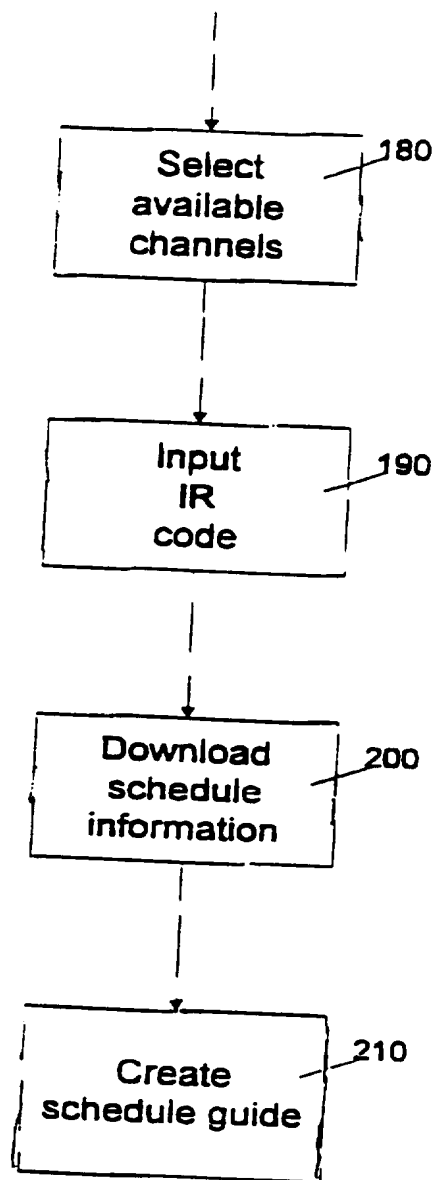 Select
available
channels
180
Input
IR
code
190
Download
schedule
information
200
Create
schedule guide
210